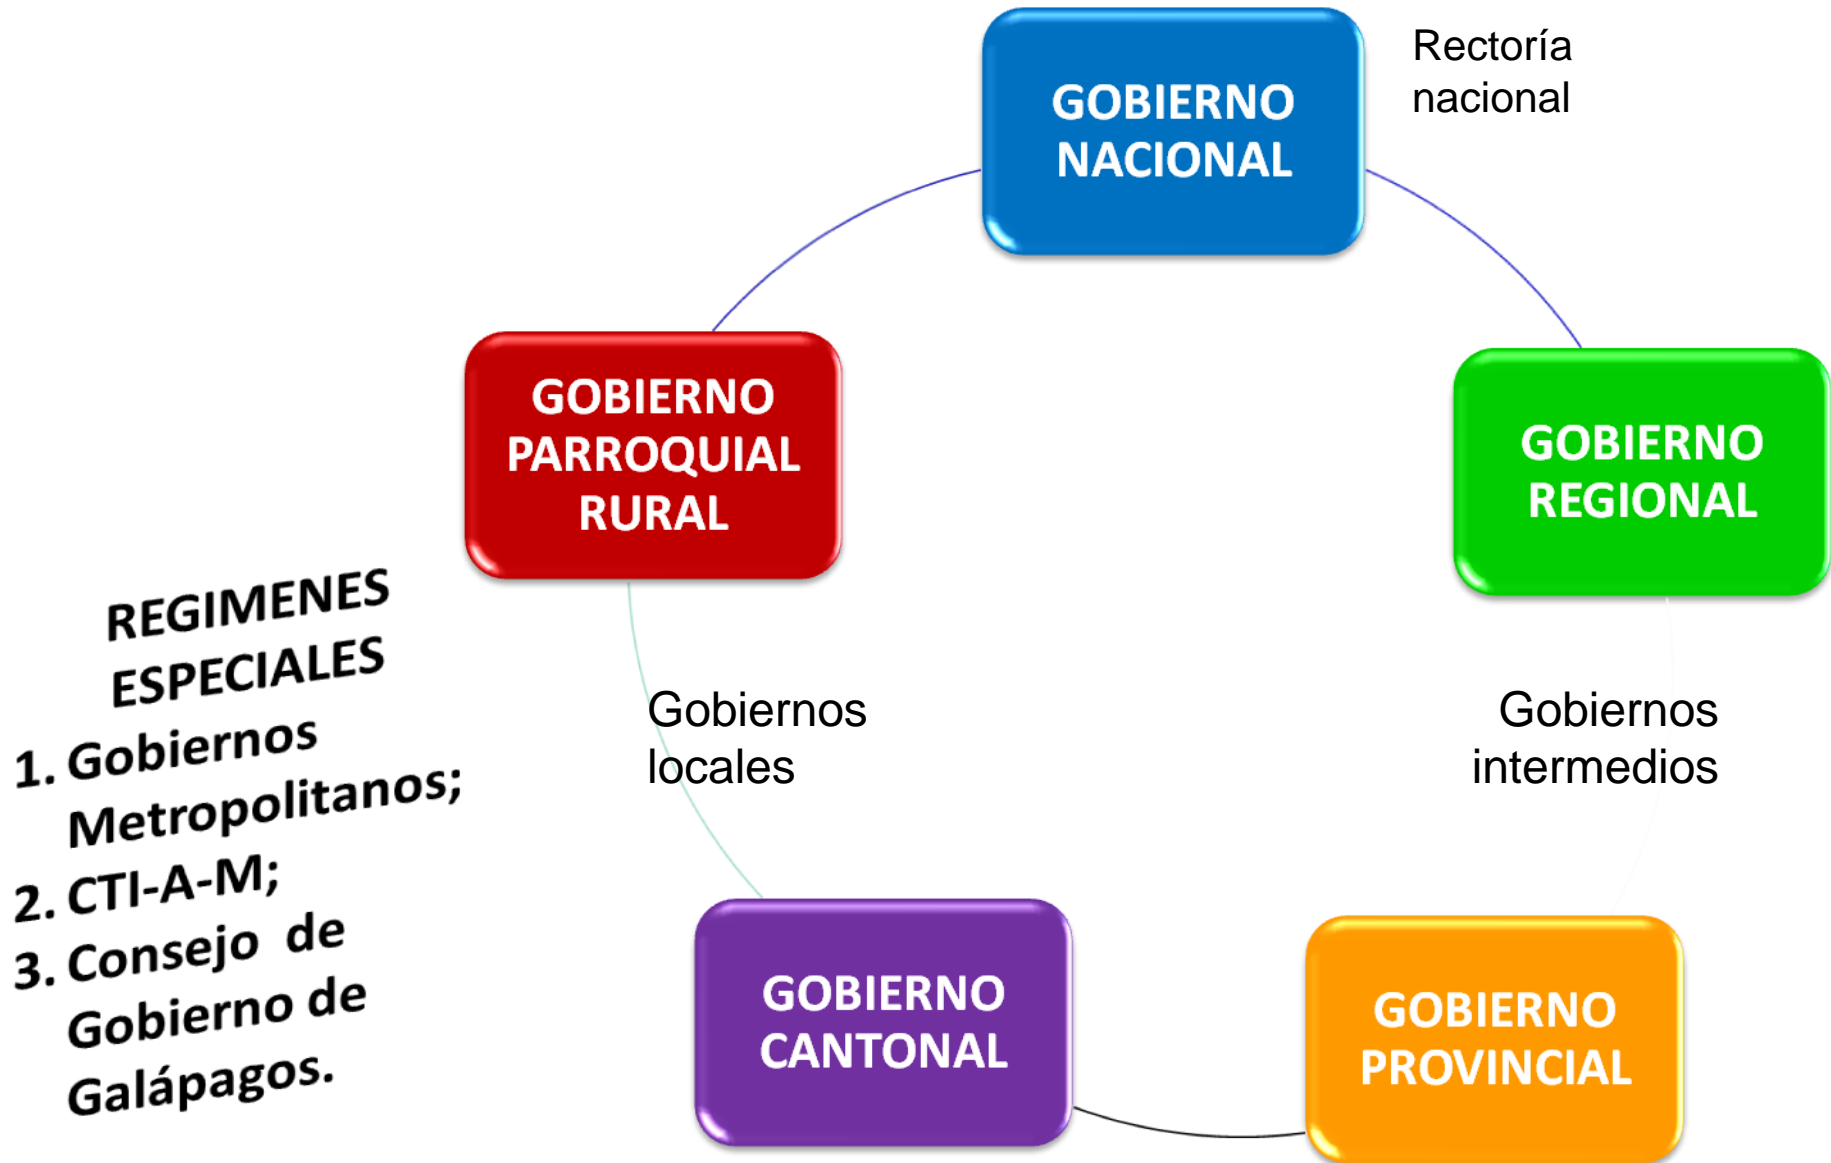 GOBIERNO
NACIONAL
Rectoría
nacional
GOBIERNO
PARROQUIAL
RURAL
GOBIERNO
REGIONAL
REGIMENES
ESPECIALES
1. Gobiernos
Metropolitanos;
2. CTI-A-M;
3. Consejo de
Gobierno de
Galápagos.
Gobiernos
locales
Gobiernos
intermedios
GOBIERNO
CANTONAL
GOBIERNO
PROVINCIAL